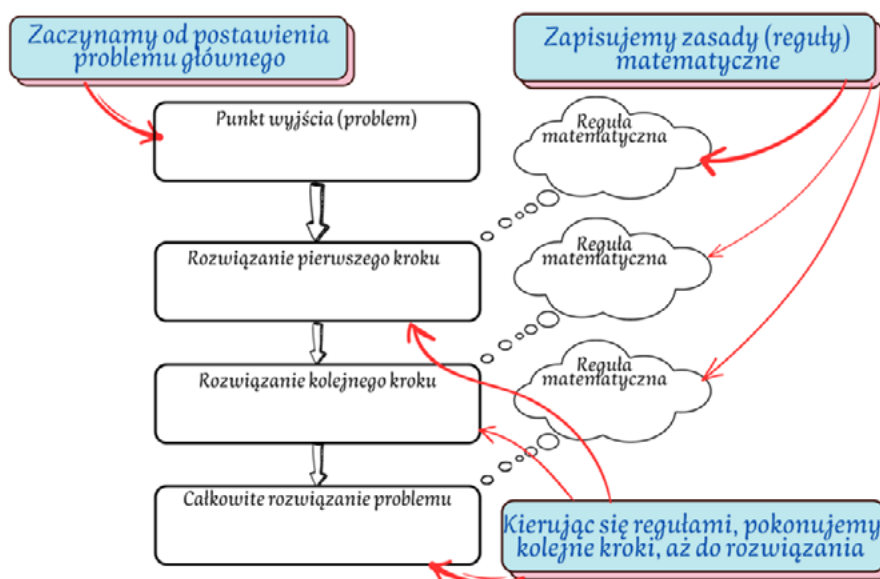 Zaczynamy od postawienia
problemu głównego
Zapisujemy zasady (reguły)
matematyczne
Punkt wyjścia (problem)
Reguła
matematyczna
Rozwiązanie pierwszego kroku
Reguła
matematyczna
Rozwiązanie kolejnego kroku
Reguła
matematyczna
Całkowite rozwiązanie problemu
Kierując się regułami, pokonujemy
kolejne kroki, aż do rozwiązania